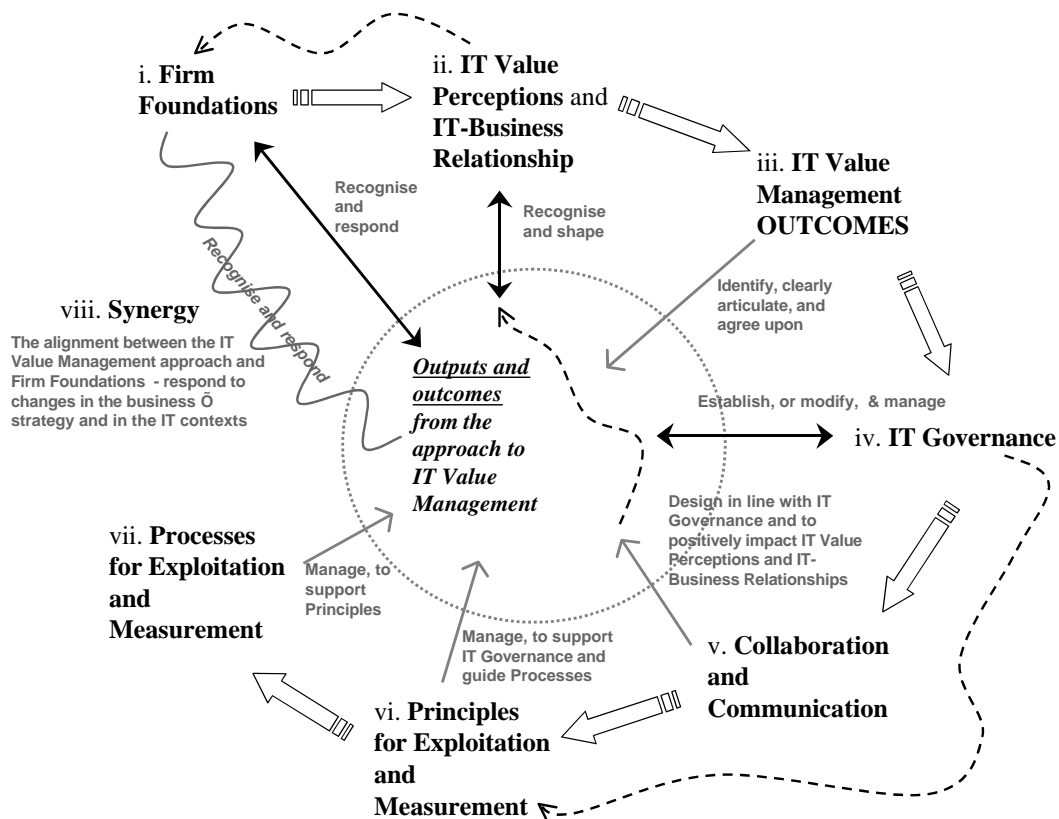 i. Firm
Foundations
ii. IT Value
Perceptions and
IT-Business
Relationship
iii. IT Value
Management
OUTCOMES
Recognise
and
respond
Recognise
and shape
Identify, clearly
articulate, and
agree upon
Recognise and respond
viii. Synergy
The alignment between the IT
Value Management approach and
Firm Foundations - respond to
changes in the business Õ
strategy and in the IT contexts
Outputs and
outcomes
from the
approach to
IT Value
Management
Establish, or modify, & manage
iv. IT Governance
Design in line with IT
Governance and to
positively impact IT Value
Perceptions and IT-
Business Relationships
vii. Processes
for Exploitation
and
Measurement
Manage, to
support
Principles
Manage, to support
IT Governance and
guide Processes
v. Collaboration
and
Communication
vi. Principles
for Exploitation
and
Measurement